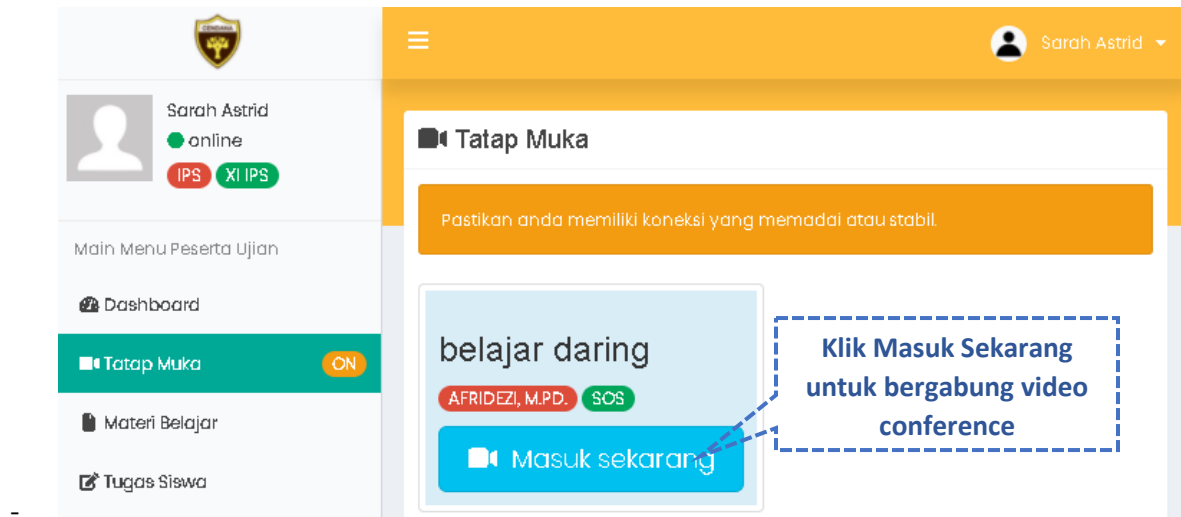 CENDANA
Sarah Astrid
Sarah Astrid
online
IPS XI IPS
Main Menu Peserta Ujian
Dashboard
Tatap Muka ON
Materi Belajar
Tugas Siswa
Tatap Muka
Pastikan anda memiliki koneksi yang memadai atau stabil.
belajar daring
AFRIDEZI, M.PD. SOS
Masuk sekarang
Klik Masuk Sekarang
untuk bergabung video
conference
-